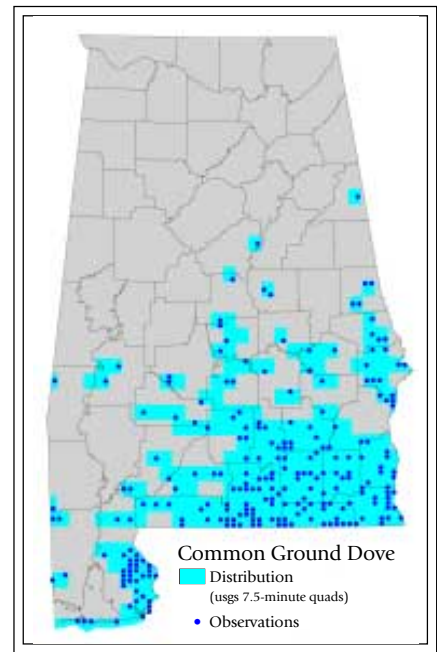 Common Ground Dove
Distribution
(usgs 7.5-minute quads)
Observations